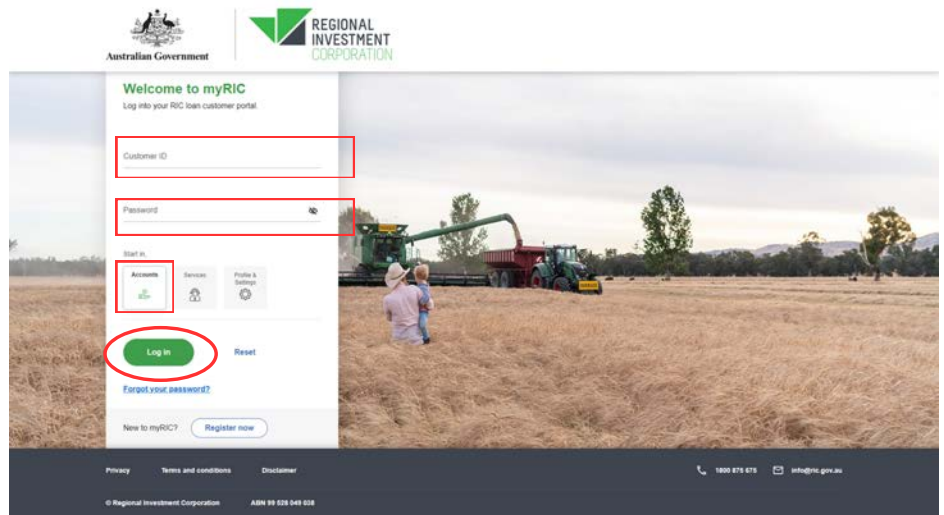 Australian Government
REGIONAL
INVESTMENT
CORPORATION
Welcome to myRIC
Log into your RIC loan customer portal.
Customer ID
Password
Start in,
Accounts
Services
Profile &
Settings
Log in
Reset
Forgot your password?
New to myRIC?
Register now
Privacy
Terms and conditions
Disclaimer
1800 875 675
info@ric.gov.au
© Regional Investment Corporation
ABN 99 528 049 038